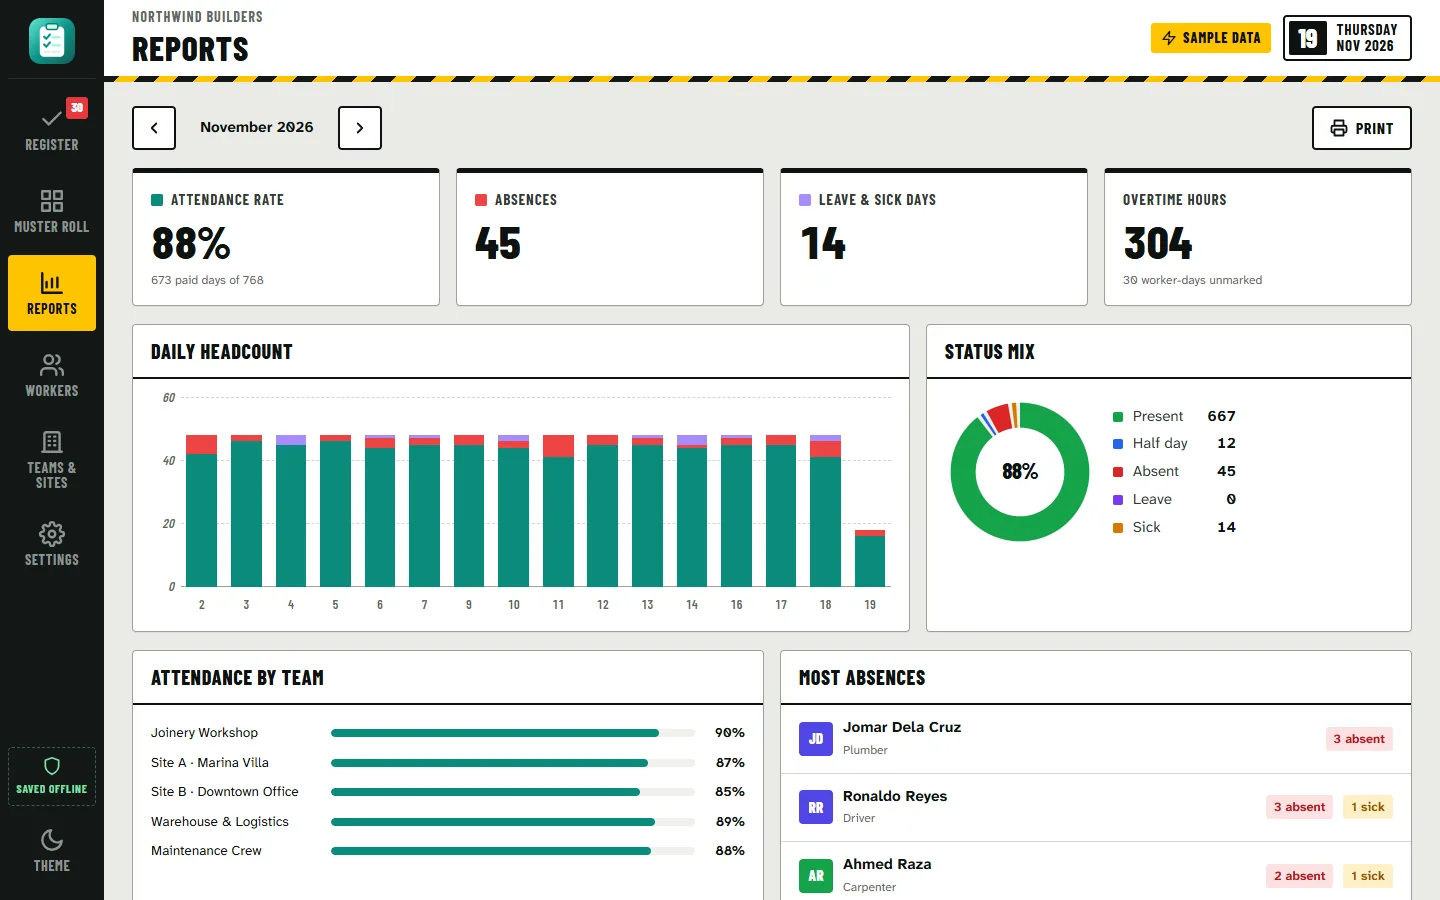 NORTHWIND BUILDERS
REPORTS
SAMPLE DATA
19
THURSDAY
NOV 2026
30
REGISTER
MUSTER ROLL
REPORTS
WORKERS
TEAMS &
SITES
SETTINGS
SAVED OFFLINE
THEME
November 2026
PRINT
ATTENDANCE RATE
88%
673 paid days of 768
ABSENCES
45
LEAVE & SICK DAYS
14
OVERTIME HOURS
304
30 worker-days unmarked
DAILY HEADCOUNT
60
40
20
0
2 3 4 5 6 7 9 10 11 12 13 14 16 17 18 19
STATUS MIX
88%
Present 667
Half day 12
Absent 45
Leave 0
Sick 14
ATTENDANCE BY TEAM
Joinery Workshop 90%
Site A · Marina Villa 87%
Site B · Downtown Office 85%
Warehouse & Logistics 89%
Maintenance Crew 88%
MOST ABSENCES
JD
Jomar Dela Cruz
Plumber
3 absent
RR
Ronaldo Reyes
Driver
3 absent 1 sick
AR
Ahmed Raza
Carpenter
2 absent 1 sick